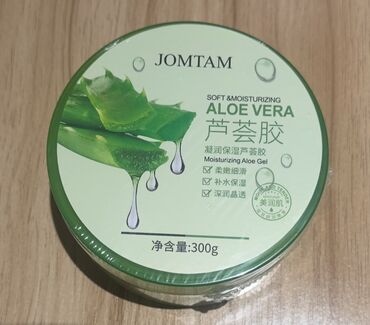 JOMTAM
SOFT &MOISTURIZING
ALOE VERA
芦荟胶
凝润保湿芦荟胶
Moisturizing Aloe Gel
柔嫩细滑
补水保湿
深润晶透
美润肌
净含量:300g